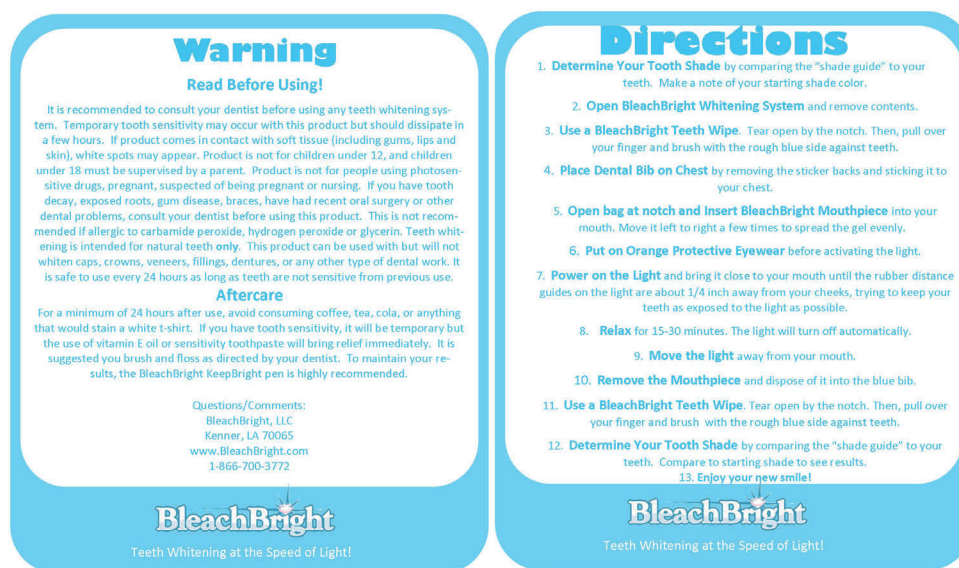 Warning
Read Before Using!
It is recommended to consult your dentist before using any teeth whitening sys-
tem. Temporary tooth sensitivity may occur with this product but should dissipate in
a few hours. If product comes in contact with soft tissue (including gums, lips and
skin), white spots may appear. Product is not for children under 12, and children
under 18 must be supervised by a parent. Product is not for people using photosen-
sitive drugs, pregnant, suspected of being pregnant or nursing. If you have tooth
decay, exposed roots, gum disease, braces, have had recent oral surgery or other
dental problems, consult your dentist before using this product. This is not recom-
mended if allergic to carbamide peroxide, hydrogen peroxide or glycerin. Teeth whit-
ening is intended for natural teeth only. This product can be used with but will not
whiten caps, crowns, veneers, fillings, dentures, or any other type of dental work. It
is safe to use every 24 hours as long as teeth are not sensitive from previous use.
Aftercare
For a minimum of 24 hours after use, avoid consuming coffee, tea, cola, or anything
that would stain a white t-shirt. If you have tooth sensitivity, it will be temporary but
the use of vitamin E oil or sensitivity toothpaste will bring relief immediately. It is
suggested you brush and floss as directed by your dentist. To maintain your re-
sults, the BleachBright KeepBright pen is highly recommended.
Questions/Comments:
BleachBright, LLC
Kenner, LA 70065
www.BleachBright.com
1-866-700-3772
BleachBright
Teeth Whitening at the Speed of Light!
Directions
1. Determine Your Tooth Shade by comparing the “shade guide” to your
teeth. Make a note of your starting shade color.
2. Open BleachBright Whitening System and remove contents.
3. Use a BleachBright Teeth Wipe. Tear open by the notch. Then, pull over
your finger and brush with the rough blue side against teeth.
4. Place Dental Bib on Chest by removing the sticker backs and sticking it to
your chest.
5. Open bag at notch and Insert BleachBright Mouthpiece into your
mouth. Move it left to right a few times to spread the gel evenly.
6. Put on Orange Protective Eyewear before activating the light.
7. Power on the Light and bring it close to your mouth until the rubber distance
guides on the light are about 1/4 inch away from your cheeks, trying to keep your
teeth as exposed to the light as possible.
8. Relax for 15-30 minutes. The light will turn off automatically.
9. Move the light away from your mouth.
10. Remove the Mouthpiece and dispose of it into the blue bib.
11. Use a BleachBright Teeth Wipe. Tear open by the notch. Then, pull over
your finger and brush with the rough blue side against teeth.
12. Determine Your Tooth Shade by comparing the “shade guide” to your
teeth. Compare to starting shade to see results.
13. Enjoy your new smile!
BleachBright
Teeth Whitening at the Speed of Light!